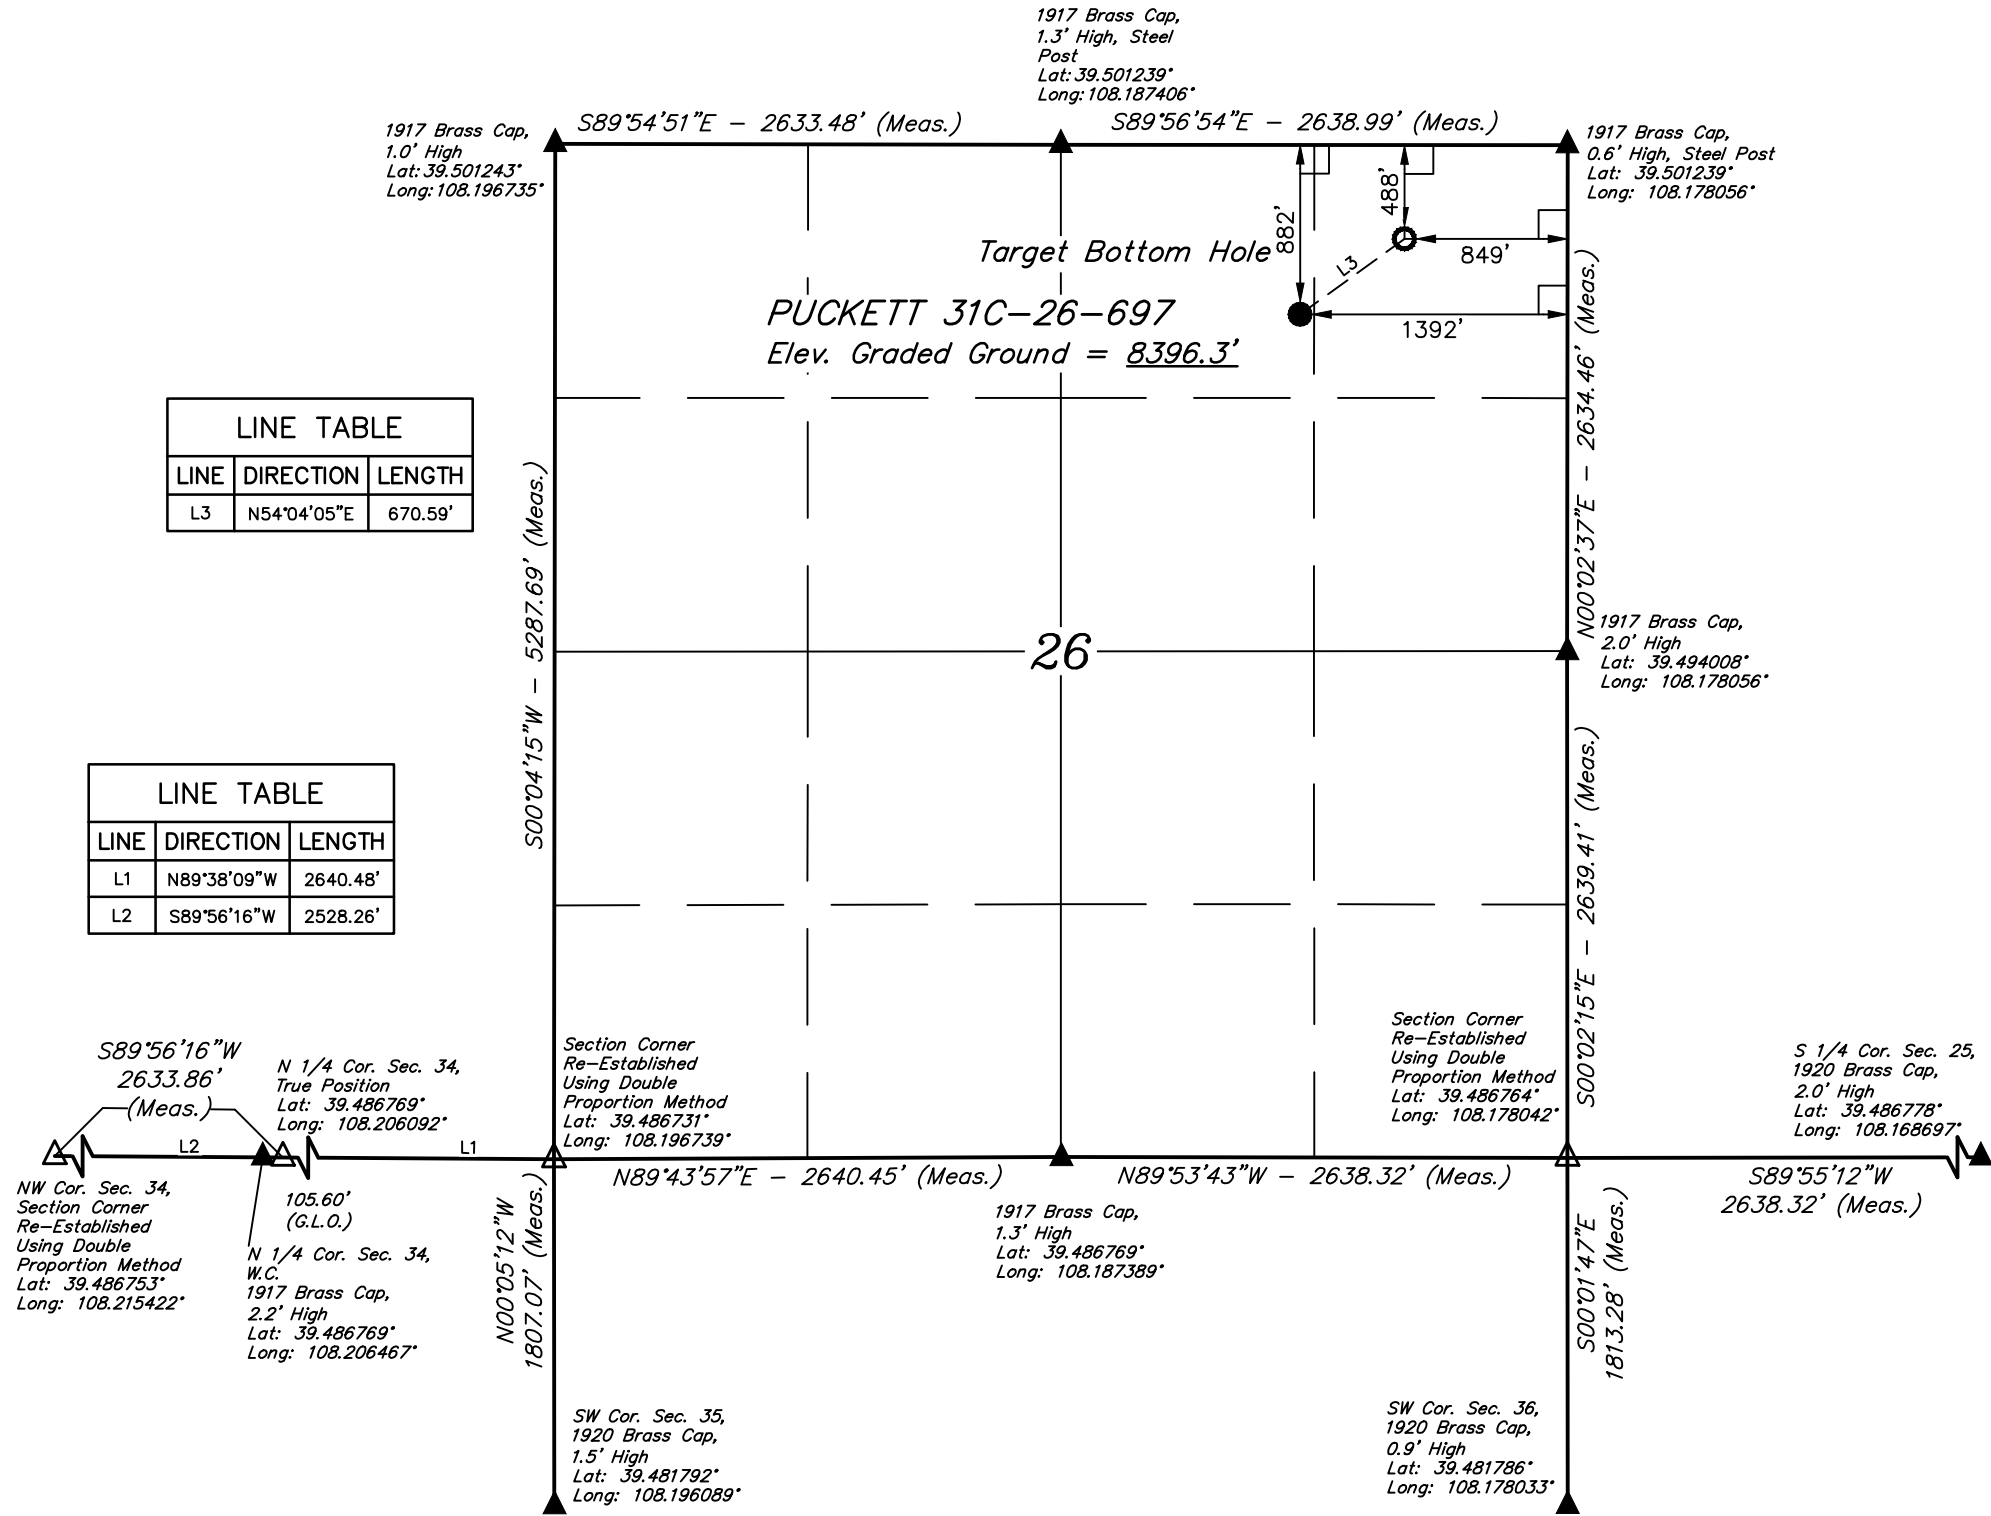 1917 Brass Cap,
1.3' High, Steel
Post
Lat: 39.501239°
Long: 108.187406°
S89°54'51"E - 2633.48' (Meas.)
S89°56'54"E - 2638.99' (Meas.)
1917 Brass Cap,
1.0' High
Lat: 39.501243°
Long: 108.196735°
1917 Brass Cap,
0.6' High, Steel Post
Lat: 39.501239°
Long: 108.178056°
882'
488'
849'
1392'
L3
Target Bottom Hole
PUCKETT 31C-26-697
Elev. Graded Ground = 8396.3'
N00°02'37"E - 2634.46' (Meas.)
LINE TABLE
LINE DIRECTION LENGTH
L3 N54°04'05"E 670.59'
S00°04'15"W - 5287.69' (Meas.)
26
1917 Brass Cap,
2.0' High
Lat: 39.494008°
Long: 108.178056°
LINE TABLE
LINE DIRECTION LENGTH
L1 N89°38'09"W 2640.48'
L2 S89°56'16"W 2528.26'
S00°02'15"E - 2639.41' (Meas.)
S89°56'16"W
2633.86'
(Meas.)
N 1/4 Cor. Sec. 34,
True Position
Lat: 39.486769°
Long: 108.206092°
Section Corner
Re-Established
Using Double
Proportion Method
Lat: 39.486731°
Long: 108.196739°
Section Corner
Re-Established
Using Double
Proportion Method
Lat: 39.486764°
Long: 108.178042°
S 1/4 Cor. Sec. 25,
1920 Brass Cap,
2.0' High
Lat: 39.486778°
Long: 108.168697°
L2
L1
N89°43'57"E - 2640.45' (Meas.)
N89°53'43"W - 2638.32' (Meas.)
S89°55'12"W
2638.32' (Meas.)
NW Cor. Sec. 34,
Section Corner
Re-Established
Using Double
Proportion Method
Lat: 39.486753°
Long: 108.215422°
105.60'
(G.L.O.)
N 1/4 Cor. Sec. 34,
W.C.
1917 Brass Cap,
2.2' High
Lat: 39.486769°
Long: 108.206467°
N00°05'12"W
1807.07' (Meas.)
1917 Brass Cap,
1.3' High
Lat: 39.486769°
Long: 108.187389°
S00°01'47"E
1813.28' (Meas.)
SW Cor. Sec. 35,
1920 Brass Cap,
1.5' High
Lat: 39.481792°
Long: 108.196089°
SW Cor. Sec. 36,
1920 Brass Cap,
0.9' High
Lat: 39.481786°
Long: 108.178033°